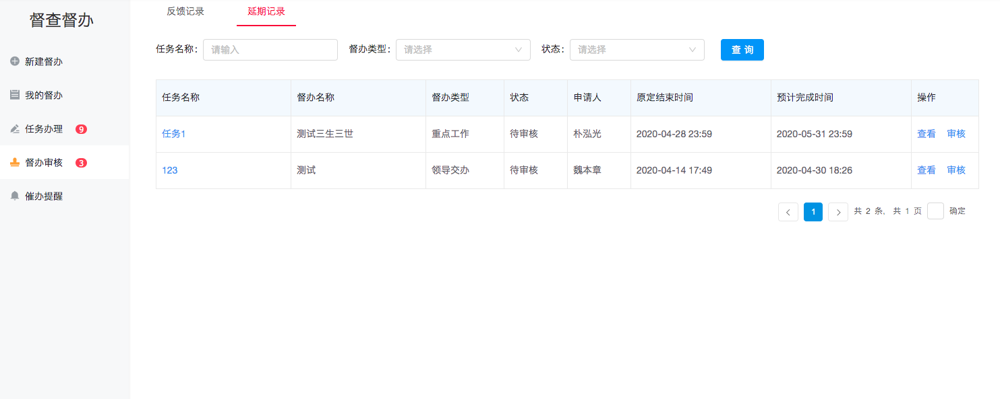 督查督办
新建督办
我的督办
任务办理 9
督办审核 3
催办提醒
反馈记录 延期记录
任务名称: 请输入 督办类型: 请选择 状态: 请选择 查 询
任务名称 督办名称 督办类型 状态 申请人 原定结束时间 预计完成时间 操作
任务1 测试三生三世 重点工作 待审核 朴泓光 2020-04-28 23:59 2020-05-31 23:59 查看 审核
123 测试 领导交办 待审核 魏本章 2020-04-14 17:49 2020-04-30 18:26 查看 审核
1 共 2 条, 共 1 页 确定